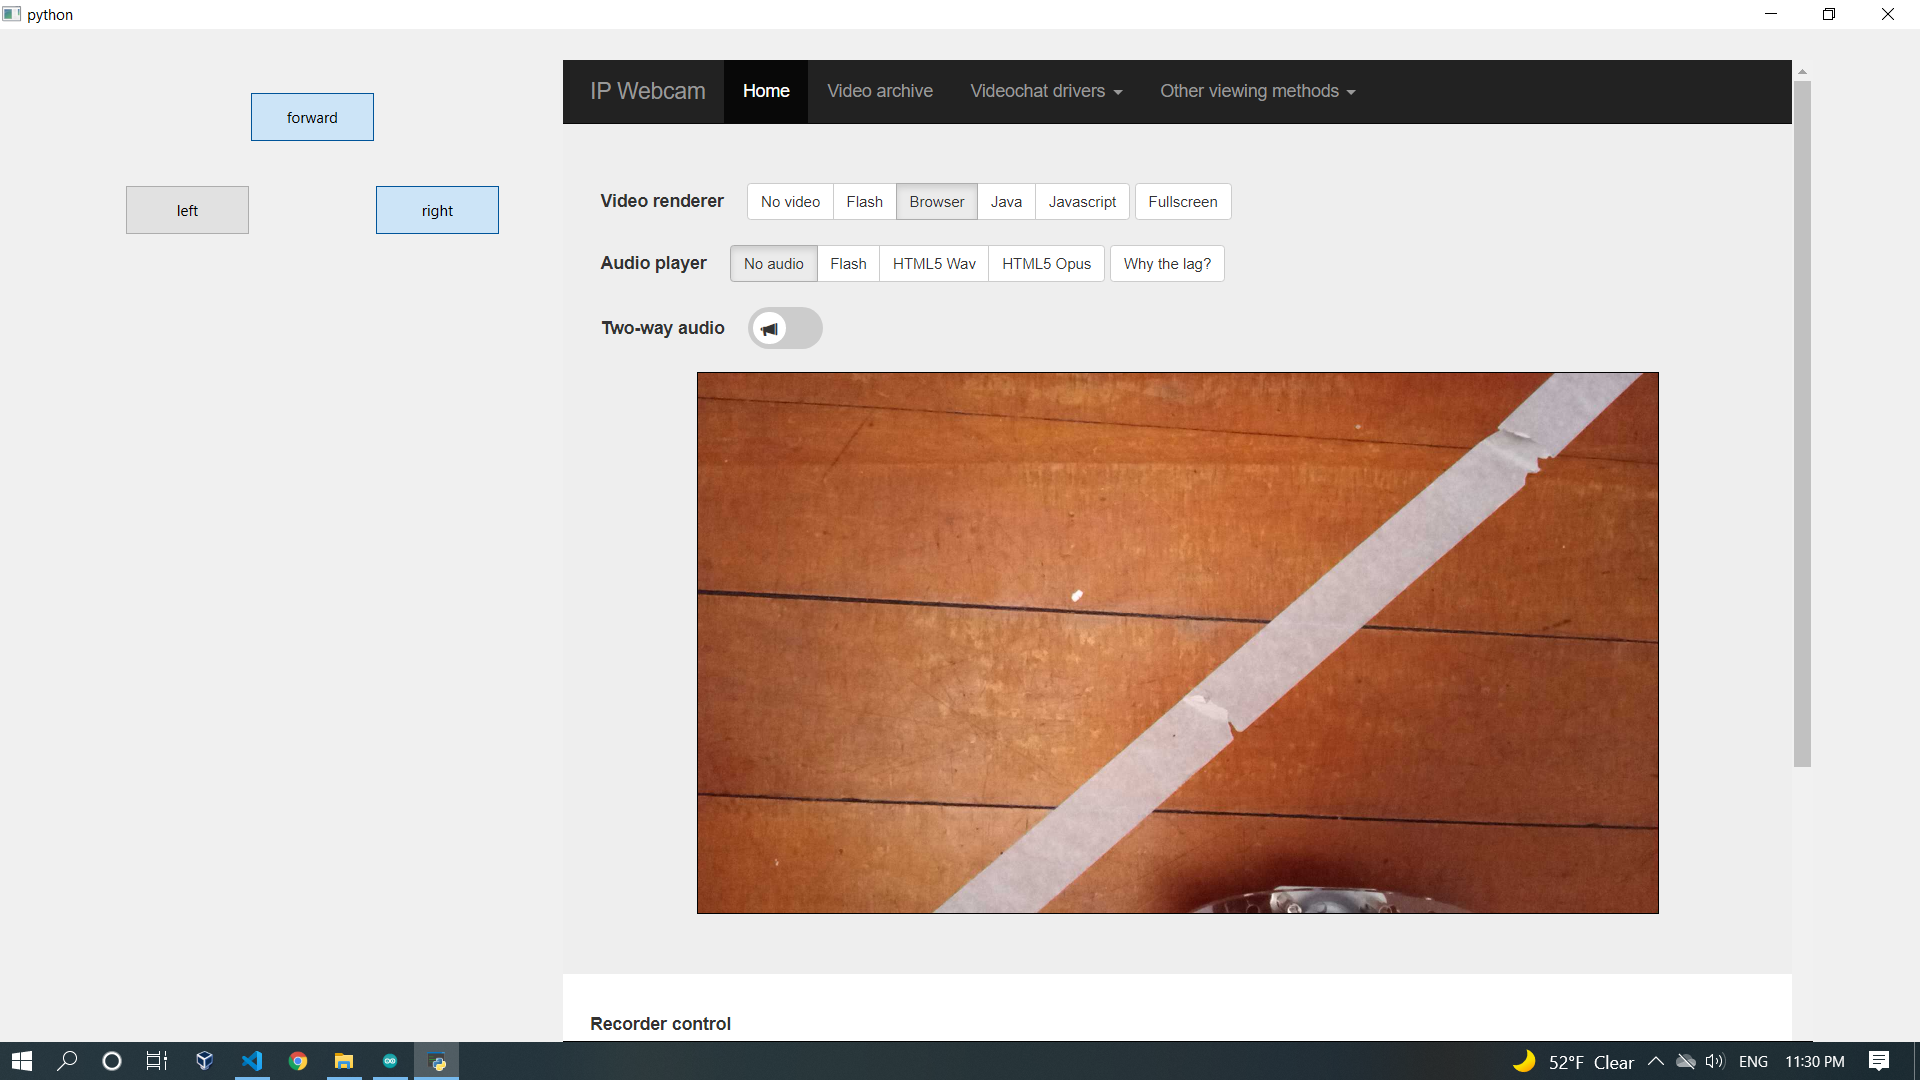 python
forward
left
right
IP Webcam Home Video archive Videochat drivers Other viewing methods
Video renderer No video Flash Browser Java Javascript Fullscreen
Audio player No audio Flash HTML5 Wav HTML5 Opus Why the lag?
Two-way audio
Recorder control
52°F Clear ENG 11:30 PM